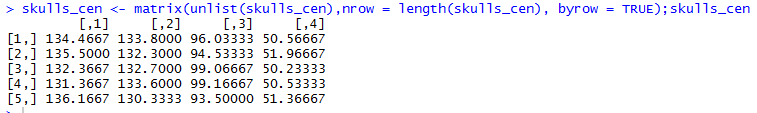 > skulls_cen <- matrix(unlist(skulls_cen),nrow = length(skulls_cen), byrow = TRUE);skulls_cen
         [,1]     [,2]     [,3]     [,4]
[1,] 134.4667 133.8000 96.03333 50.56667
[2,] 135.5000 132.3000 94.53333 51.96667
[3,] 132.3667 132.7000 99.06667 50.23333
[4,] 131.3667 133.6000 99.16667 50.53333
[5,] 136.1667 130.3333 93.50000 51.36667
>